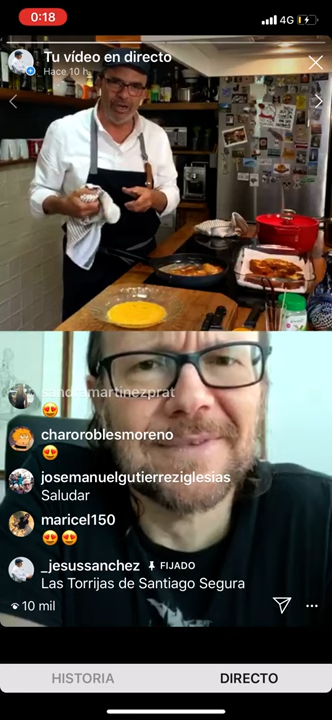 0:18
4G
Tu vídeo en directo
Hace 10 h
sandramartinezprat
😍
charoroblesmoreno
😍
josemanuelgutierreziglesias
Saludar
maricel150
😍😍
_jesussanchez FIJADO
Las Torrijas de Santiago Segura
10 mil
HISTORIA DIRECTO